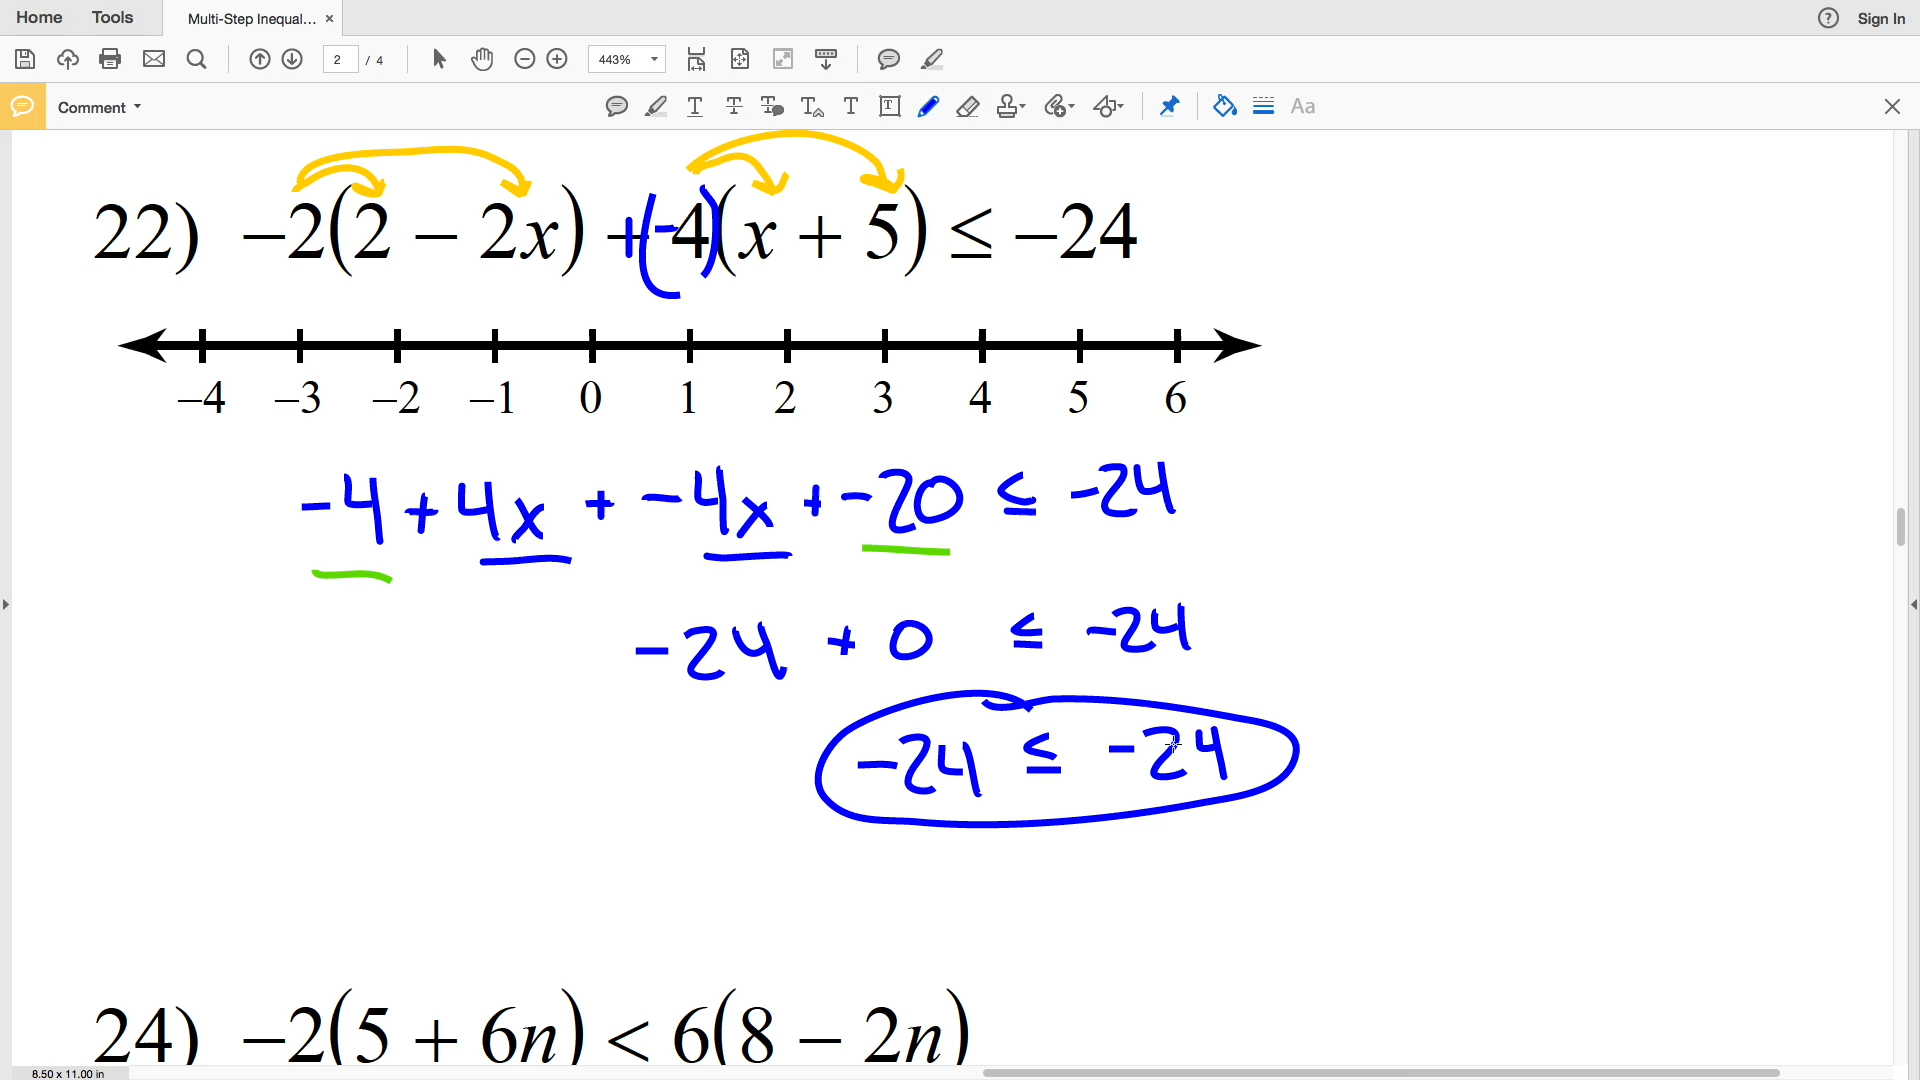 Home Tools Multi-Step Inequal... × ? Sign In
2 / 4 443%
Comment T T T T T T Aa
22) −2(2 − 2x) +(-4)(x + 5) ≤ −24
−4 −3 −2 −1 0 1 2 3 4 5 6
-4 + 4x + -4x + -20 ≤ -24
-24 + 0 ≤ -24
-24 ≤ -24
24) −2(5 + 6n) < 6(8 − 2n)
8.50 x 11.00 in